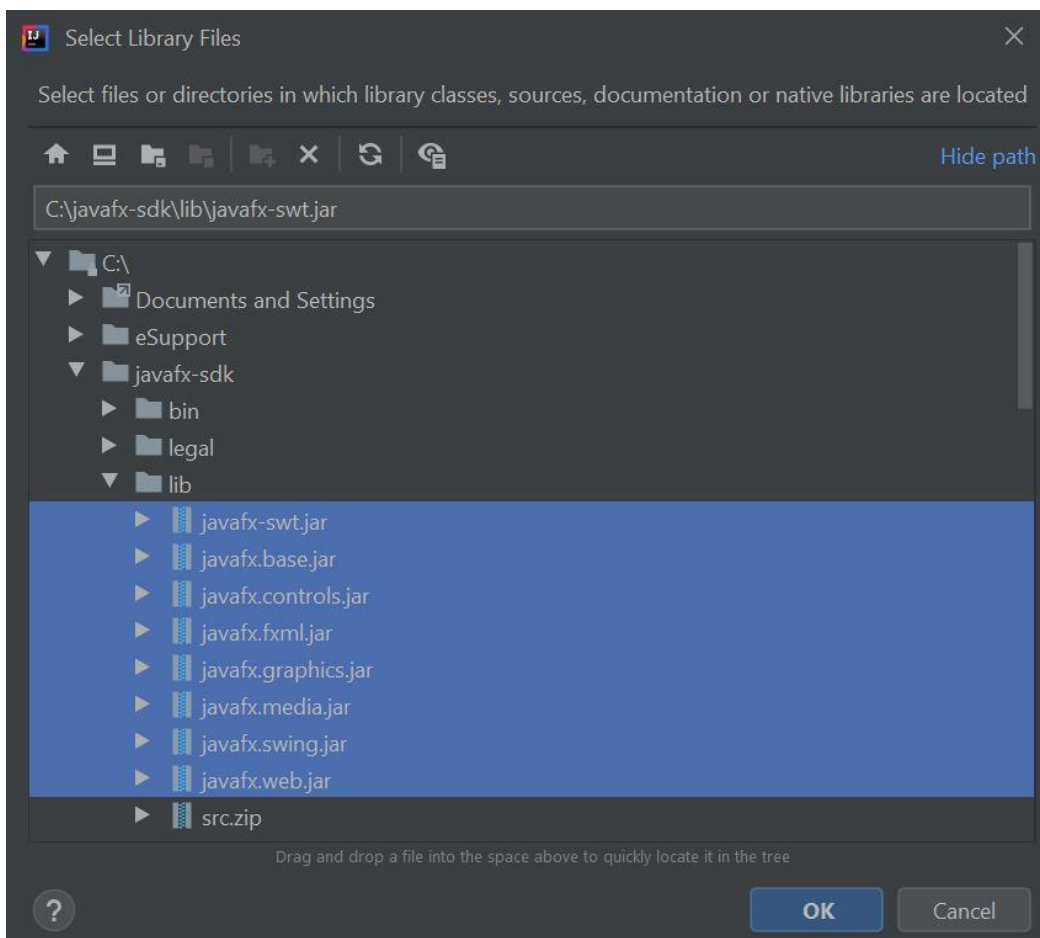 Select Library Files
Select files or directories in which library classes, sources, documentation or native libraries are located
Hide path
C:\javafx-sdk\lib\javafx-swt.jar
C:\
Documents and Settings
eSupport
javafx-sdk
bin
legal
lib
javafx-swt.jar
javafx.base.jar
javafx.controls.jar
javafx.fxml.jar
javafx.graphics.jar
javafx.media.jar
javafx.swing.jar
javafx.web.jar
src.zip
Drag and drop a file into the space above to quickly locate it in the tree
? OK Cancel